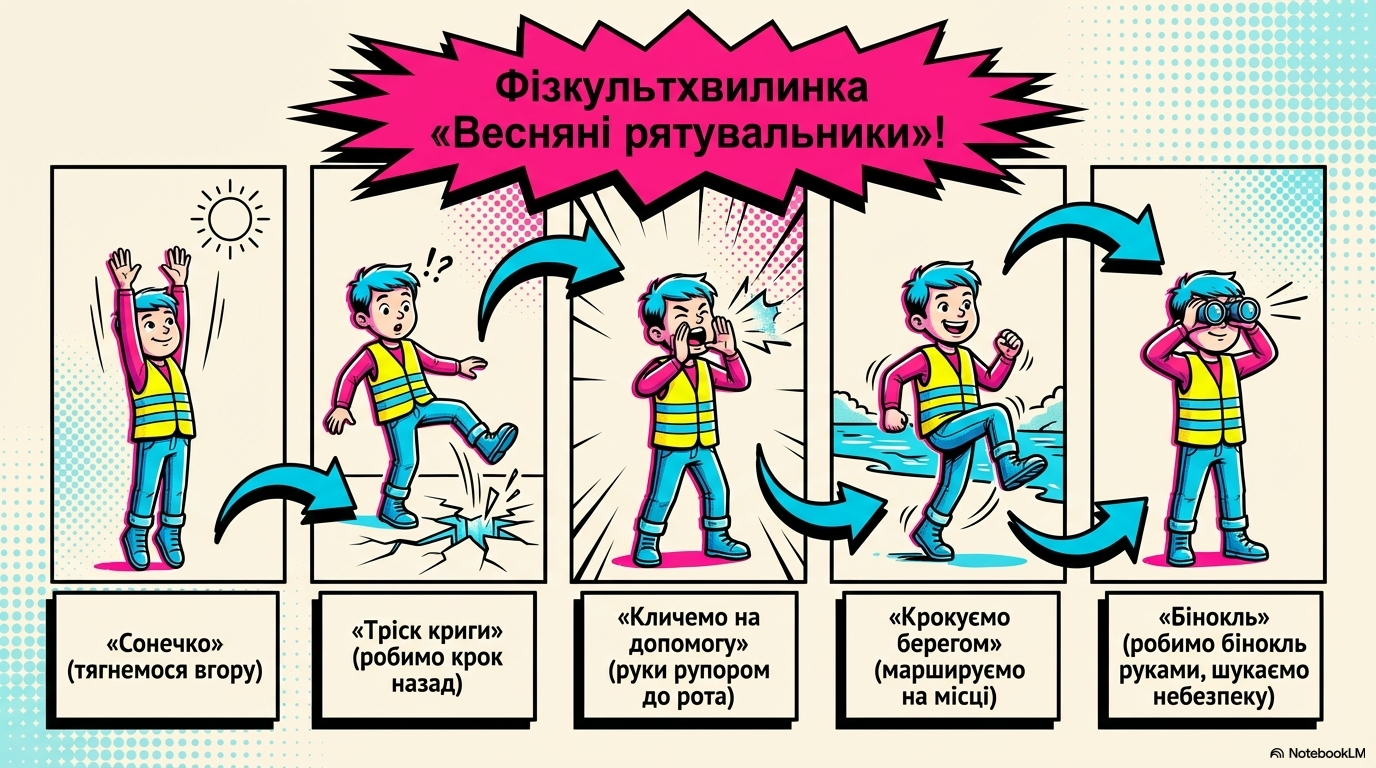 Фізкультхвилинка
«Весняні рятувальники»!
!?
«Сонечко»
(тягнемося вгору)
«Тріск криги»
(робимо крок
назад)
«Кличемо на
допомогу»
(руки рупором
до рота)
«Крокуємо
берегом»
(маршируємо
на місці)
«Бінокль»
(робимо бінокль
руками, шукаємо
небезпеку)
NotebookLM